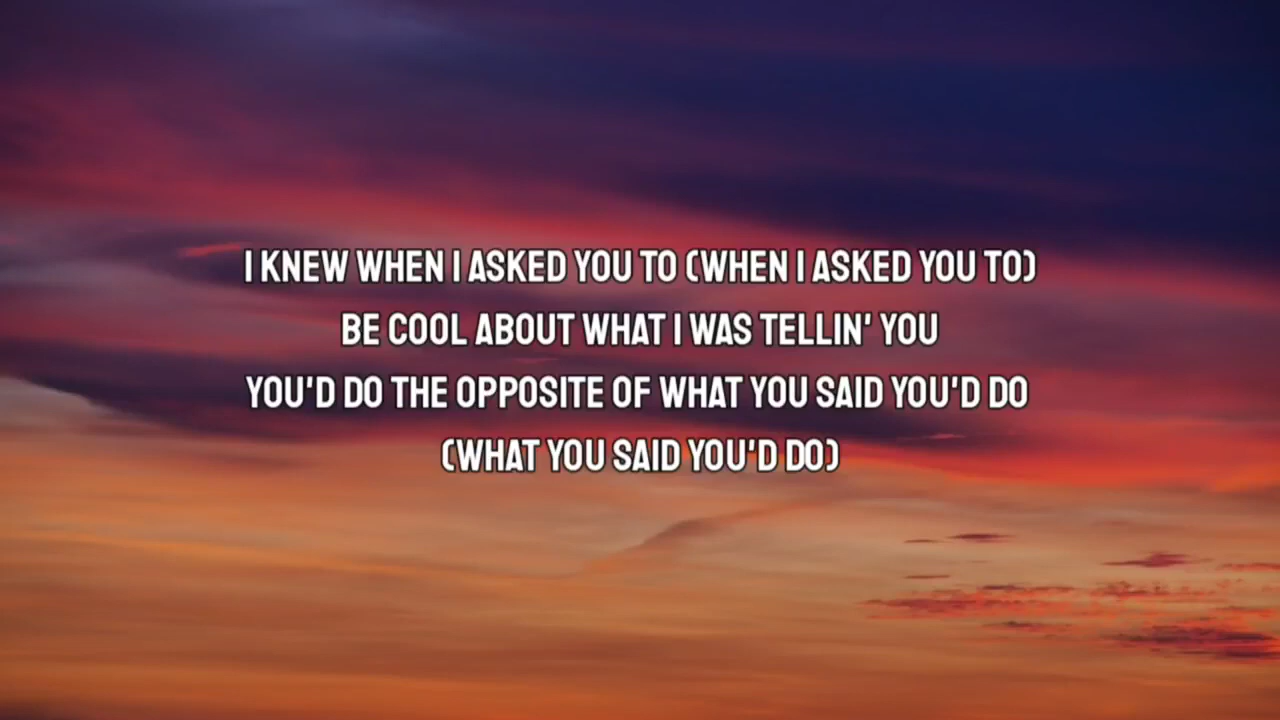 I KNEW WHEN I ASKED YOU TO (WHEN I ASKED YOU TO)
BE COOL ABOUT WHAT I WAS TELLIN' YOU
YOU'D DO THE OPPOSITE OF WHAT YOU SAID YOU'D DO
(WHAT YOU SAID YOU'D DO)